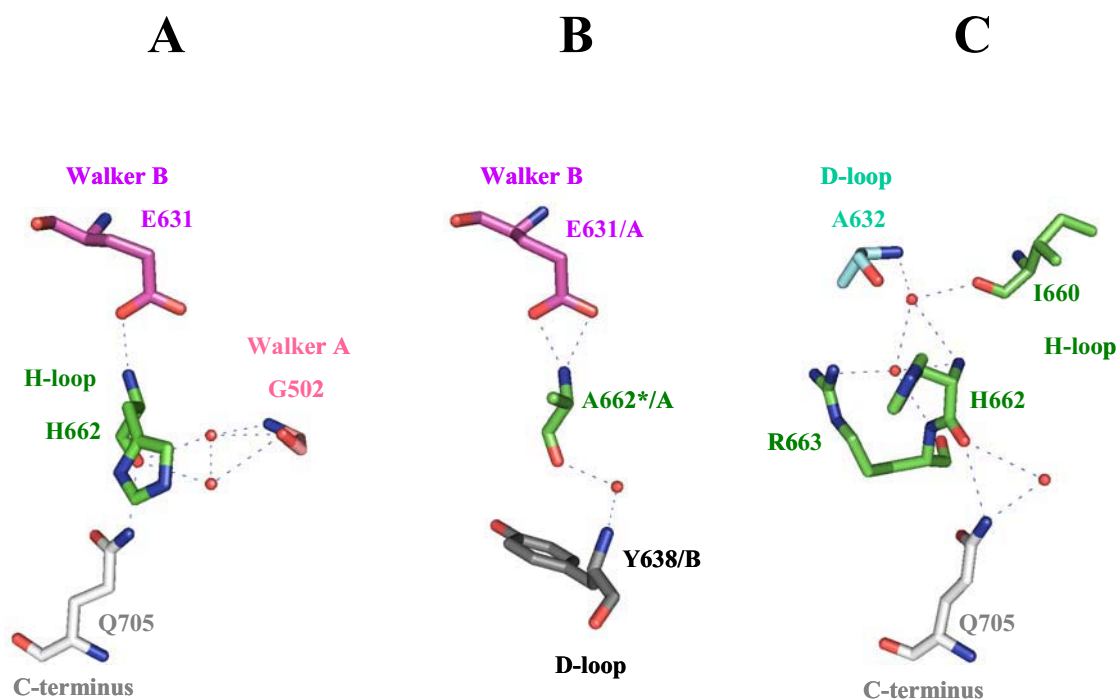 A
B
C
Walker B
E631
Walker A
G502
H-loop
H662
Q705
C-terminus
Walker B
E631/A
A662*/A
Y638/B
D-loop
D-loop
A632
I660
H-loop
H662
R663
Q705
C-terminus